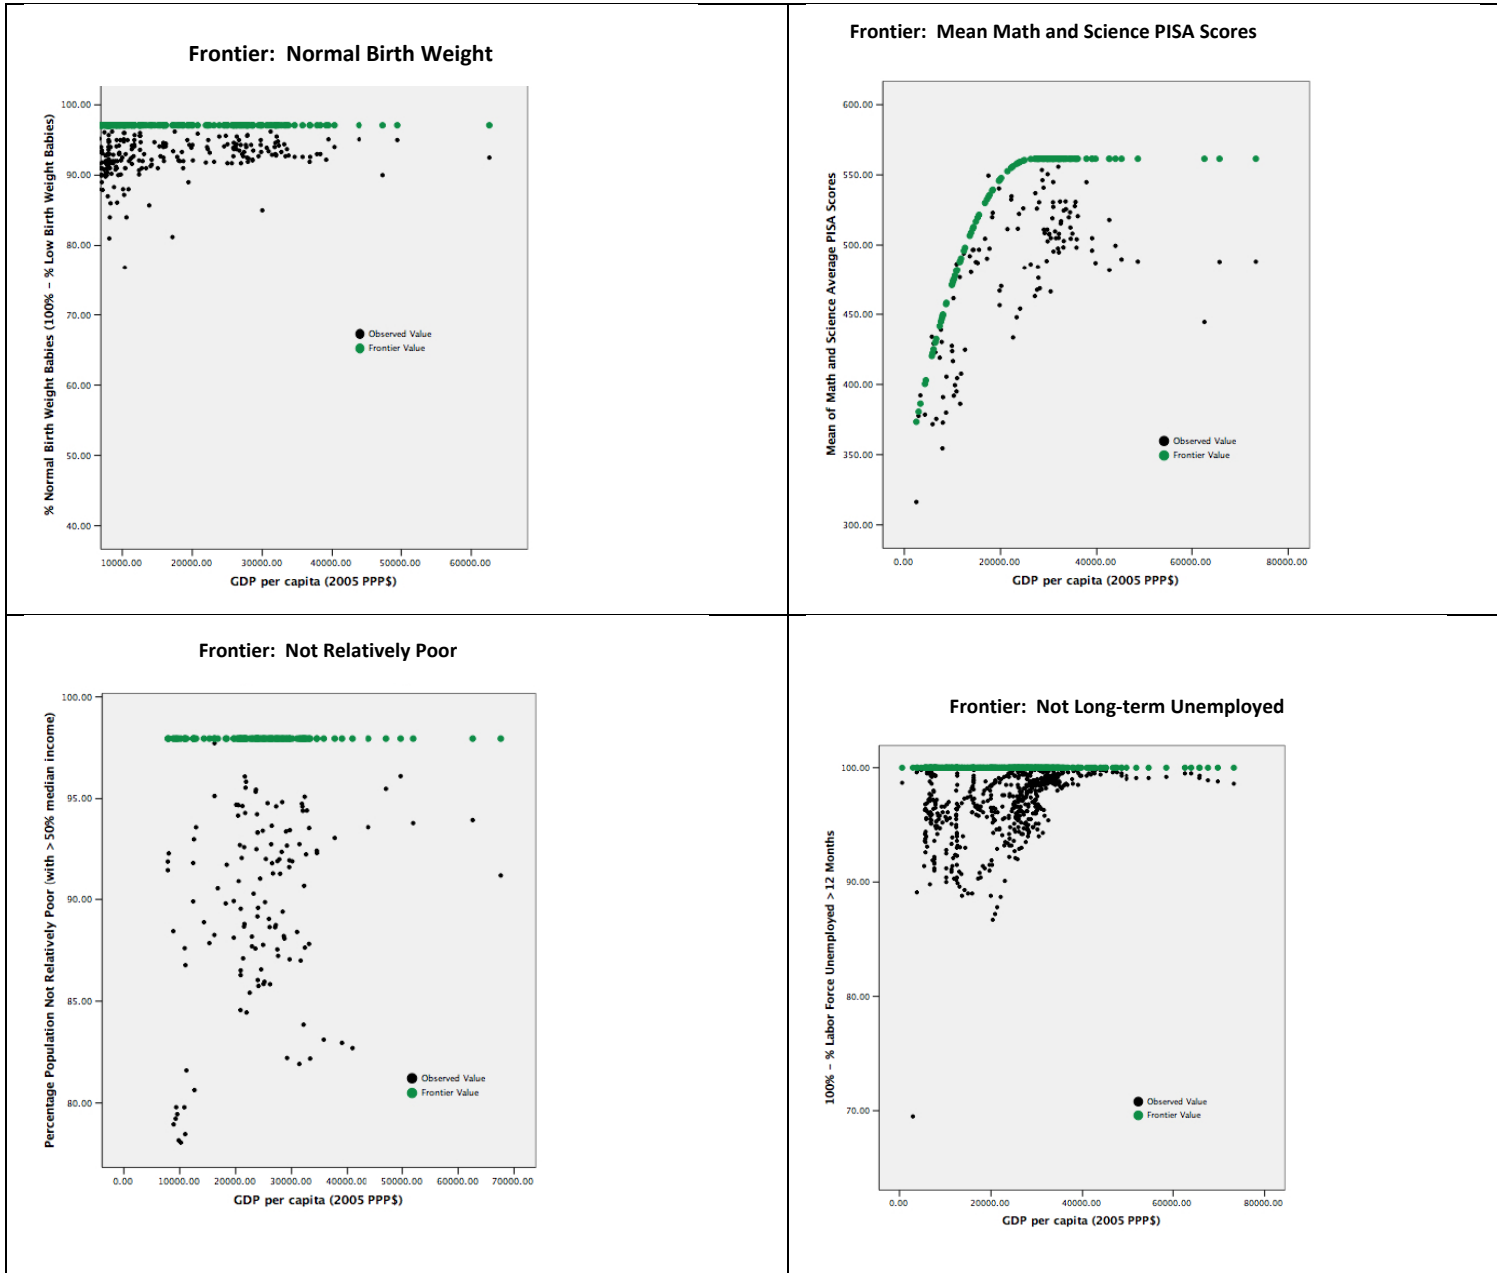 Frontier: Normal Birth Weight
% Normal Birth Weight Babies (100% - % Low Birth Weight Babies)
100.00
90.00
80.00
70.00
60.00
50.00
40.00
Observed Value
Frontier Value
10000.00 20000.00 30000.00 40000.00 50000.00 60000.00
GDP per capita (2005 PPP$)
Frontier: Mean Math and Science PISA Scores
Mean of Math and Science Average PISA Scores
600.00
550.00
500.00
450.00
400.00
350.00
300.00
Observed Value
Frontier Value
0.00 20000.00 40000.00 60000.00 80000.00
GDP per capita (2005 PPP$)
Frontier: Not Relatively Poor
Percentage Population Not Relatively Poor (with >50% median income)
100.00
95.00
90.00
85.00
80.00
Observed Value
Frontier Value
0.00 10000.00 20000.00 30000.00 40000.00 50000.00 60000.00 70000.00
GDP per capita (2005 PPP$)
Frontier: Not Long-term Unemployed
100% - % Labor Force Unemployed >12 Months
100.00
90.00
80.00
70.00
Observed Value
Frontier Value
0.00 20000.00 40000.00 60000.00 80000.00
GDP per capita (2005 PPP$)